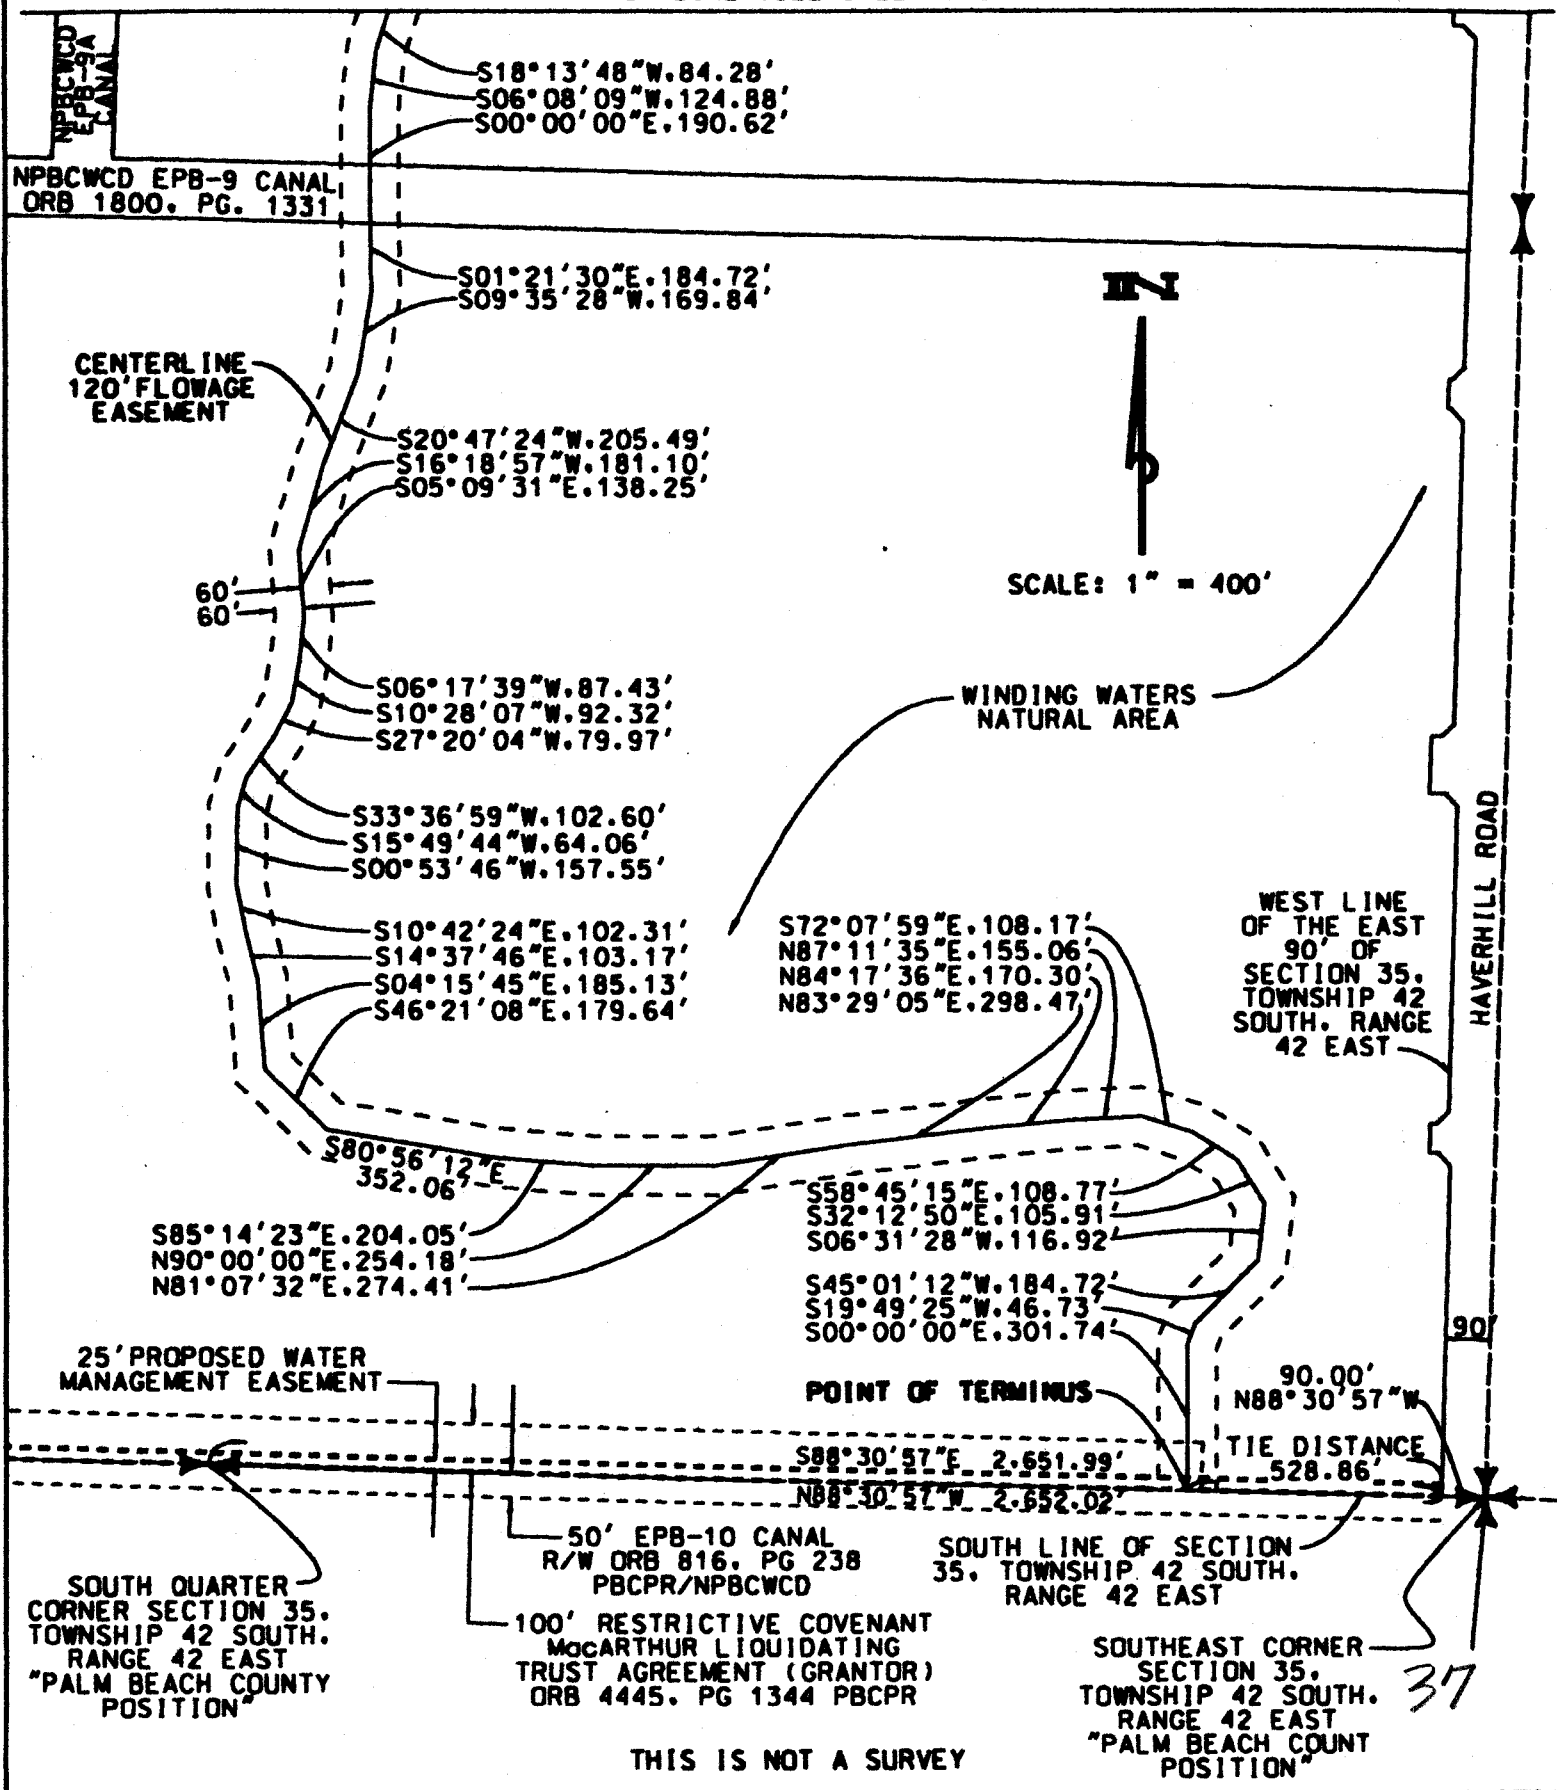 NPBCWCD
EPB-9A
CANAL
S18°13'48"W.84.28'
S06°08'09"W.124.88'
S00°00'00"E.190.62'
NPBCWCD EPB-9 CANAL
ORB 1800. PG. 1331
S01°21'30"E.184.72'
S09°35'28"W.169.84'
N
CENTERLINE
120'FLOWAGE
EASEMENT
S20°47'24"W.205.49'
S16°18'57"W.181.10'
S05°09'31"E.138.25'
60'
60'
SCALE: 1" = 400'
S06°17'39"W.87.43'
S10°28'07"W.92.32'
S27°20'04"W.79.97'
WINDING WATERS
NATURAL AREA
S33°36'59"W.102.60'
S15°49'44"W.64.06'
S00°53'46"W.157.55'
HAVERHILL ROAD
S10°42'24"E.102.31'
S14°37'46"E.103.17'
S04°15'45"E.185.13'
S46°21'08"E.179.64'
S72°07'59"E.108.17'
N87°11'35"E.155.06'
N84°17'36"E.170.30'
N83°29'05"E.298.47'
WEST LINE
OF THE EAST
90' OF
SECTION 35.
TOWNSHIP 42
SOUTH. RANGE
42 EAST
S80°56'12"E
352.06'
S85°14'23"E.204.05'
N90°00'00"E.254.18'
N81°07'32"E.274.41'
S58°45'15"E.108.77'
S32°12'50"E.105.91'
S06°31'28"W.116.92'
S45°01'12"W.184.72'
S19°49'25"W.46.73'
S00°00'00"E.301.74'
90'
25'PROPOSED WATER
MANAGEMENT EASEMENT
POINT OF TERMINUS
90.00'
N88°30'57"W
S88°30'57"E 2.651.99'
N88°30'57"W 2.652.02'
TIE DISTANCE
528.86'
50' EPB-10 CANAL
R/W ORB 816. PG 238
PBCPR/NPBCWCD
SOUTH LINE OF SECTION
35. TOWNSHIP 42 SOUTH.
RANGE 42 EAST
SOUTH QUARTER
CORNER SECTION 35.
TOWNSHIP 42 SOUTH.
RANGE 42 EAST
"PALM BEACH COUNTY
POSITION"
100' RESTRICTIVE COVENANT
MacARTHUR LIQUIDATING
TRUST AGREEMENT (GRANTOR)
ORB 4445. PG 1344 PBCPR
SOUTHEAST CORNER
SECTION 35.
TOWNSHIP 42 SOUTH.
RANGE 42 EAST
"PALM BEACH COUNT
POSITION"
37
THIS IS NOT A SURVEY